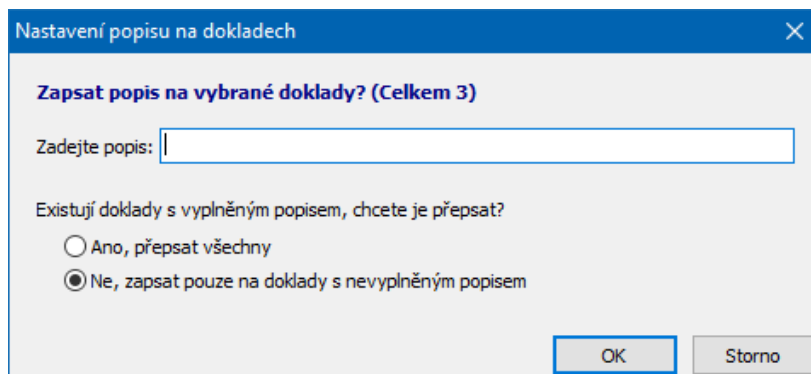 Nastavení popisu na dokladech
Zapsat popis na vybrané doklady? (Celkem 3)
Zadejte popis:
Existují doklady s vyplněným popisem, chcete je přepsat?
Ano, přepsat všechny
Ne, zapsat pouze na doklady s nevyplněným popisem
OK Storno